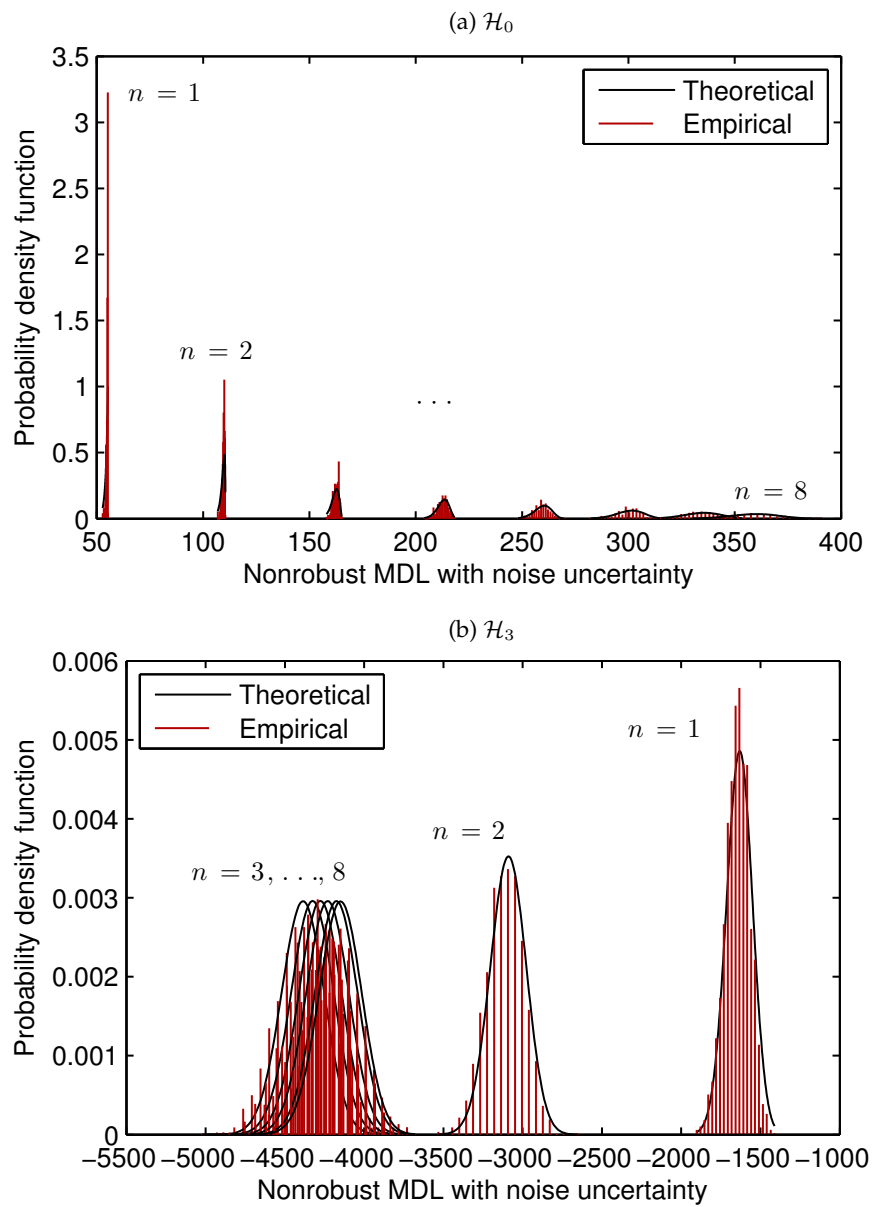 (a) ℋ₀
3.5
3
2.5
2
1.5
1
0.5
0
Probability density function
n = 1
n = 2
. . .
n = 8
Theoretical
Empirical
50 100 150 200 250 300 350 400
Nonrobust MDL with noise uncertainty
(b) ℋ₃
0.006
0.005
0.004
0.003
0.002
0.001
0
Probability density function
Theoretical
Empirical
n = 1
n = 2
n = 3, . . ., 8
−5500 −5000 −4500 −4000 −3500 −3000 −2500 −2000 −1500 −1000
Nonrobust MDL with noise uncertainty